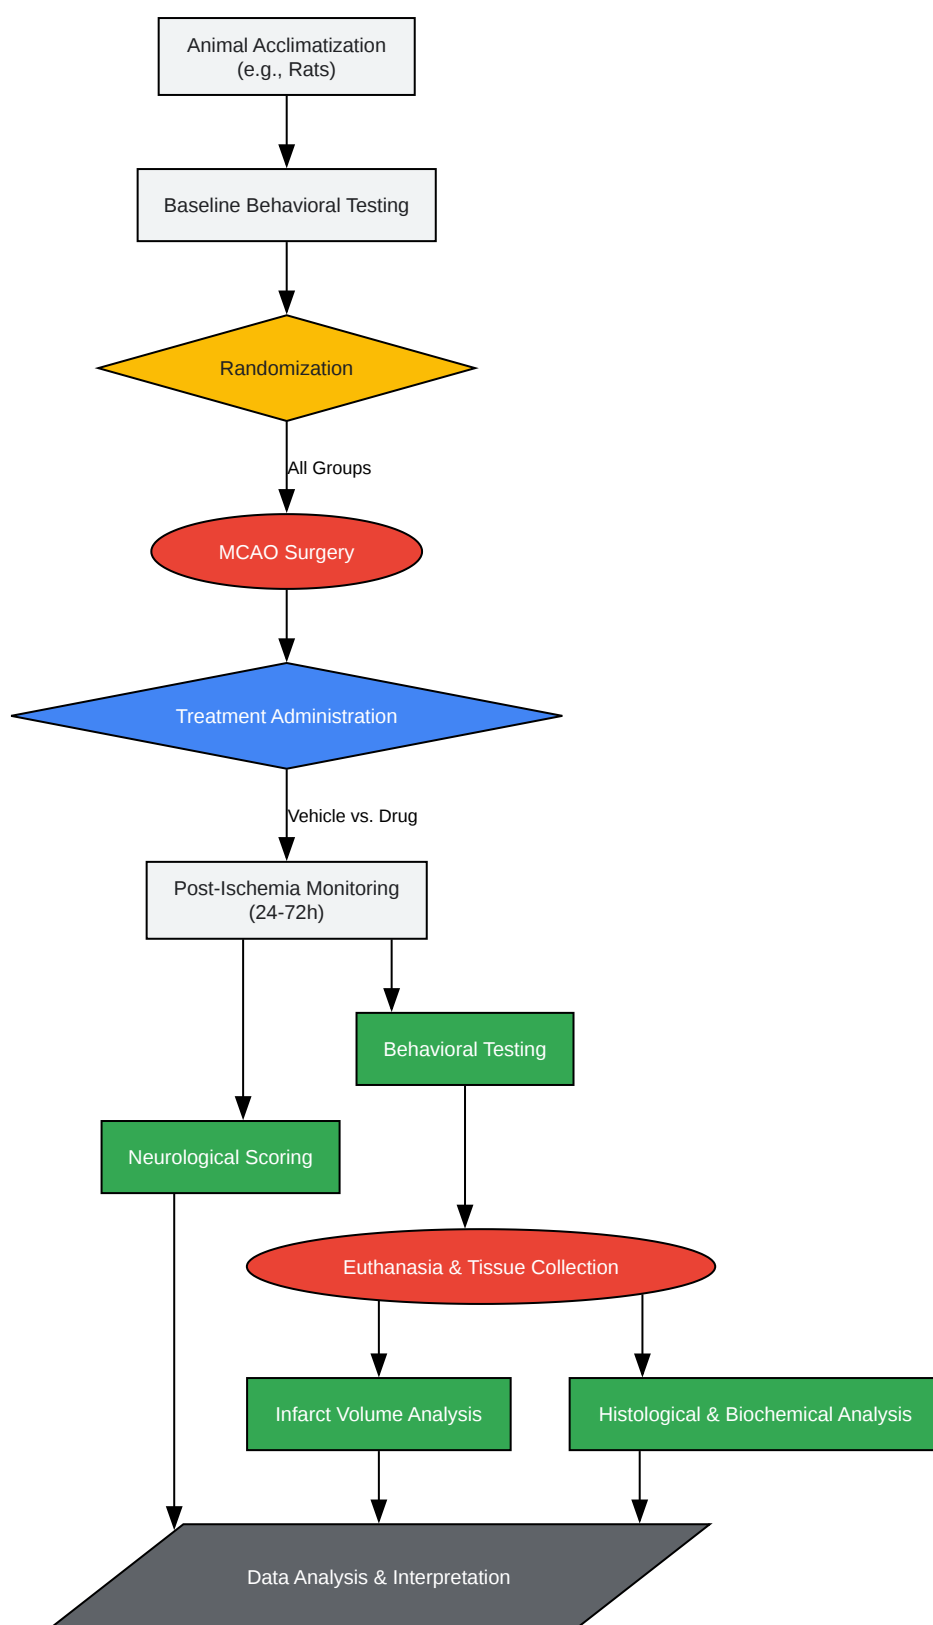 Animal Acclimatization
(e.g., Rats)
Baseline Behavioral Testing
Randomization
All Groups
MCAO Surgery
Treatment Administration
Vehicle vs. Drug
Post-Ischemia Monitoring
(24-72h)
Behavioral Testing
Neurological Scoring
Euthanasia & Tissue Collection
Infarct Volume Analysis
Histological & Biochemical Analysis
Data Analysis & Interpretation